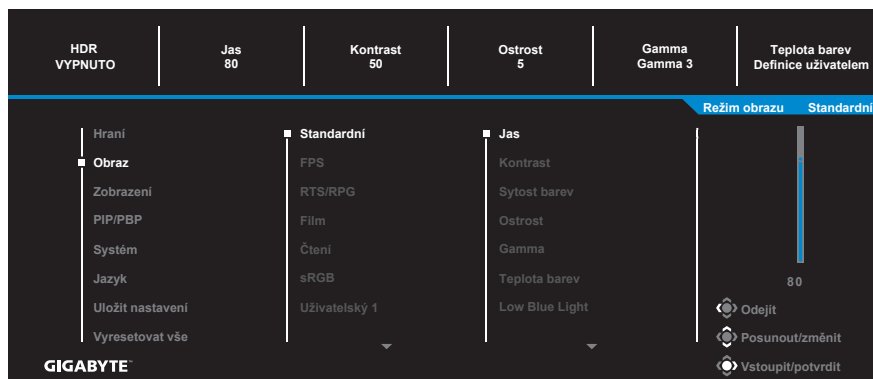 HDR
VYPNUTO
Jas
80
Kontrast
50
Ostrost
5
Gamma
Gamma 3
Teplota barev
Definice uživatelem
Režim obrazu Standardní
Hraní
Obraz
Zobrazení
PIP/PBP
Systém
Jazyk
Uložit nastavení
Vyresetovat vše
Standardní
FPS
RTS/RPG
Film
Čtení
sRGB
Uživatelský 1
Jas
Kontrast
Sytost barev
Ostrost
Gamma
Teplota barev
Low Blue Light
80
Odejít
Posunout/změnit
Vstoupit/potvrdit
GIGABYTE™